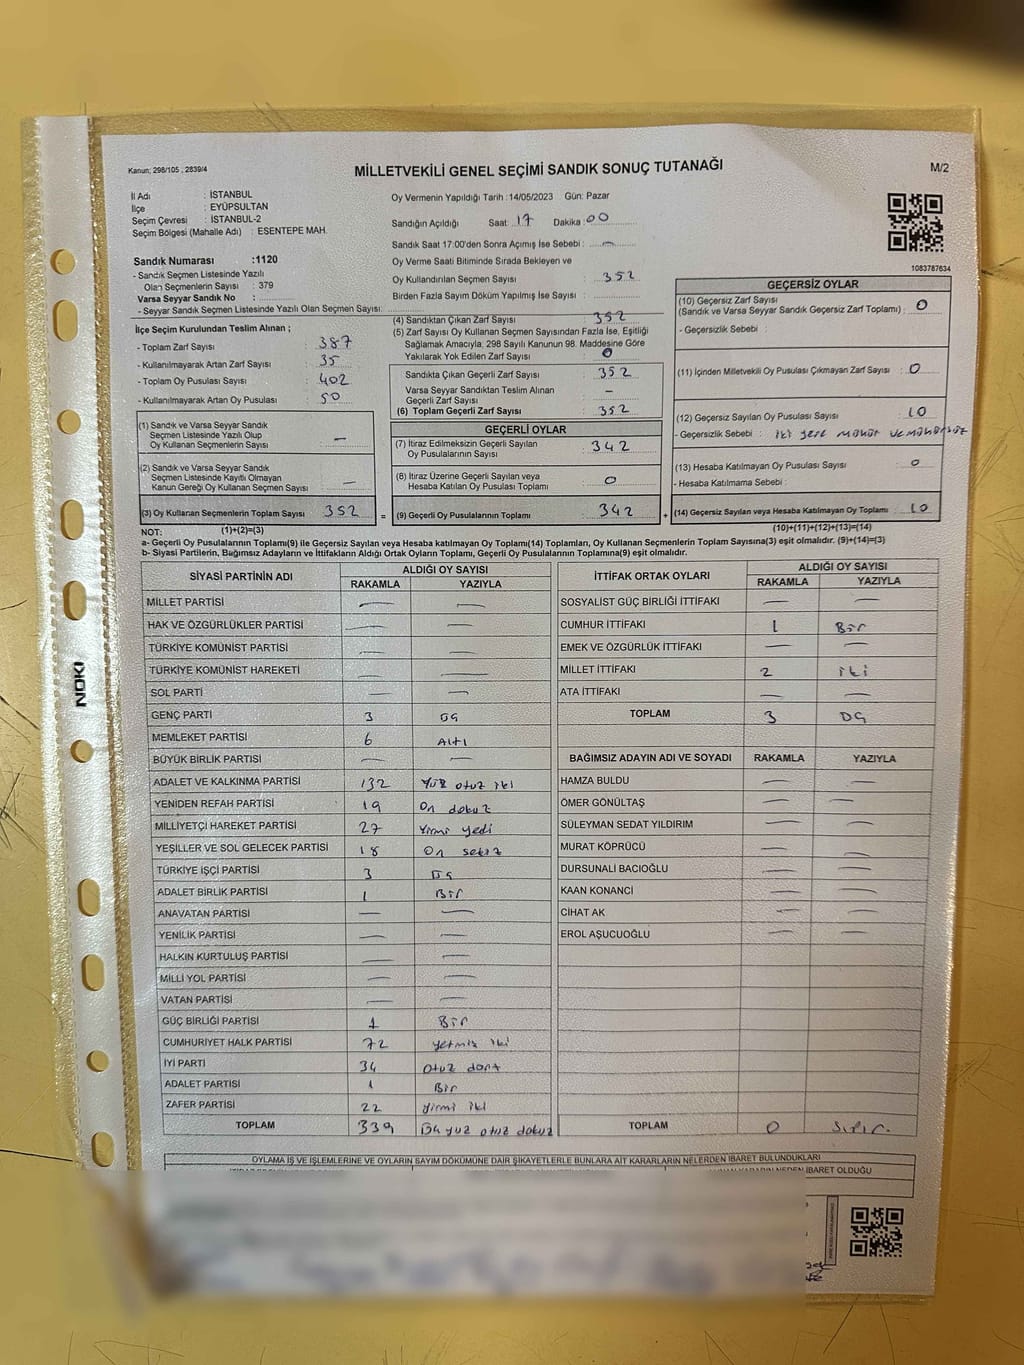 Kanun; 298/105 , 2839/4
MİLLETVEKİLİ GENEL SEÇİMİ SANDIK SONUÇ TUTANAĞI
M/2
İl Adı : İSTANBUL
İlçe : EYÜPSULTAN
Seçim Çevresi : İSTANBUL-2
Seçim Bölgesi (Mahalle Adı) : ESENTEPE MAH.
Oy Vermenin Yapıldığı Tarih :14/05/2023 Gün: Pazar
Sandığın Açıldığı Saat: 17 Dakika: 00
Sandık Saat 17:00'den Sonra Açımış İse Sebebi : —
Sandık Numarası :1120
- Sandık Seçmen Listesinde Yazılı
Olan Seçmenlerin Sayısı : 379
Varsa Seyyar Sandık No :
- Seyyar Sandık Seçmen Listesinde Yazılı Olan Seçmen Sayısı:
Oy Verme Saati Bitiminde Sırada Bekleyen ve
Oy Kullandırılan Seçmen Sayısı : 352
Birden Fazla Sayım Döküm Yapılmış İse Sayısı :
1083787634
İlçe Seçim Kurulundan Teslim Alınan ;
- Toplam Zarf Sayısı : 387
- Kullanılmayarak Artan Zarf Sayısı : 35
- Toplam Oy Pusulası Sayısı : 402
- Kullanılmayarak Artan Oy Pusulası : 50
(1) Sandık ve Varsa Seyyar Sandık
Seçmen Listesinde Yazılı Olup
Oy Kullanan Seçmenlerin Sayısı : —
(2) Sandık ve Varsa Seyyar Sandık
Seçmen Listesinde Kayıtlı Olmayan
Kanun Gereği Oy Kullanan Seçmen Sayısı : —
(3) Oy Kullanan Seçmenlerin Toplam Sayısı : 352
(1)+(2)=(3)
(4) Sandıktan Çıkan Zarf Sayısı : 352
(5) Zarf Sayısı Oy Kullanan Seçmen Sayısından Fazla İse, Eşitliği
Sağlamak Amacıyla, 298 Sayılı Kanunun 98. Maddesine Göre
Yakılarak Yok Edilen Zarf Sayısı : 0
Sandıkta Çıkan Geçerli Zarf Sayısı : 352
Varsa Seyyar Sandıktan Teslim Alınan
Geçerli Zarf Sayısı : —
(6) Toplam Geçerli Zarf Sayısı : 352
GEÇERLİ OYLAR
(7) İtiraz Edilmeksizin Geçerli Sayılan
Oy Pusulalarının Sayısı : 342
(8) İtiraz Üzerine Geçerli Sayılan veya
Hesaba Katılan Oy Pusulası Toplamı : 0
= (9) Geçerli Oy Pusulalarının Toplamı : 342
GEÇERSİZ OYLAR
(10) Geçersiz Zarf Sayısı
(Sandık ve Varsa Seyyar Sandık Geçersiz Zarf Toplamı) : 0
- Geçersizlik Sebebi :
(11) İçinden Milletvekili Oy Pusulası Çıkmayan Zarf Sayısı : 0
(12) Geçersiz Sayılan Oy Pusulası Sayısı : 10
- Geçersizlik Sebebi : iki yere mühür
(13) Hesaba Katılmayan Oy Pusulası Sayısı : 0
- Hesaba Katılmama Sebebi :
+ (14) Geçersiz Sayılan veya Hesaba Katılmayan Oy Toplamı : 10
(10)+(11)+(12)+(13)=(14)
NOT:
a- Geçerli Oy Pusulalarının Toplamı(9) ile Geçersiz Sayılan veya Hesaba katılmayan Oy Toplamı(14) Toplamları, Oy Kullanan Seçmenlerin Toplam Sayısına(3) eşit olmalıdır. (9)+(14)=(3)
b- Siyasi Partilerin, Bağımsız Adayların ve İttifakların Aldığı Ortak Oyların Toplamı, Geçerli Oy Pusulalarının Toplamına(9) eşit olmalıdır.
SİYASİ PARTİNİN ADI ALDIĞI OY SAYISI
RAKAMLA YAZIYLA
MİLLET PARTİSİ — —
HAK VE ÖZGÜRLÜKLER PARTİSİ — —
TÜRKİYE KOMÜNİST PARTİSİ — —
TÜRKİYE KOMÜNİST HAREKETİ — —
SOL PARTİ — —
GENÇ PARTİ 3 Üç
MEMLEKET PARTİSİ 6 Altı
BÜYÜK BİRLİK PARTİSİ — —
ADALET VE KALKINMA PARTİSİ 132 Yüz otuz iki
YENİDEN REFAH PARTİSİ 19 On dokuz
MİLLİYETÇİ HAREKET PARTİSİ 27 Yirmi yedi
YEŞİLLER VE SOL GELECEK PARTİSİ 18 On sekiz
TÜRKİYE İŞÇİ PARTİSİ 3 Üç
ADALET BİRLİK PARTİSİ 1 Bir
ANAVATAN PARTİSİ — —
YENİLİK PARTİSİ — —
HALKIN KURTULUŞ PARTİSİ — —
MİLLİ YOL PARTİSİ — —
VATAN PARTİSİ — —
GÜÇ BİRLİĞİ PARTİSİ 1 Bir
CUMHURİYET HALK PARTİSİ 72 yetmiş iki
İYİ PARTİ 34 otuz dört
ADALET PARTİSİ 1 Bir
ZAFER PARTİSİ 22 yirmi iki
TOPLAM 339 Üç yüz otuz dokuz
İTTİFAK ORTAK OYLARI ALDIĞI OY SAYISI
RAKAMLA YAZIYLA
SOSYALİST GÜÇ BİRLİĞİ İTTİFAKI — —
CUMHUR İTTİFAKI 1 Bir
EMEK VE ÖZGÜRLÜK İTTİFAKI — —
MİLLET İTTİFAKI 2 iki
ATA İTTİFAKI — —
TOPLAM 3 Üç
BAĞIMSIZ ADAYIN ADI VE SOYADI RAKAMLA YAZIYLA
HAMZA BULDU — —
ÖMER GÖNÜLTAŞ — —
SÜLEYMAN SEDAT YILDIRIM — —
MURAT KÖPRÜCÜ — —
DURSUNALİ BACIOĞLU — —
KAAN KONANCİ — —
CİHAT AK — —
EROL AŞUCUOĞLU — —
TOPLAM 0 Sıfır
OYLAMA İŞ VE İŞLEMLERİNE VE OYLARIN SAYIM DÖKÜMÜNE DAİR ŞİKAYETLERLE BUNLARA AİT KARARLARIN NELERDEN İBARET BULUNDUKLARI
KARARIN NEDEN İBARET OLDUĞU
NOKI